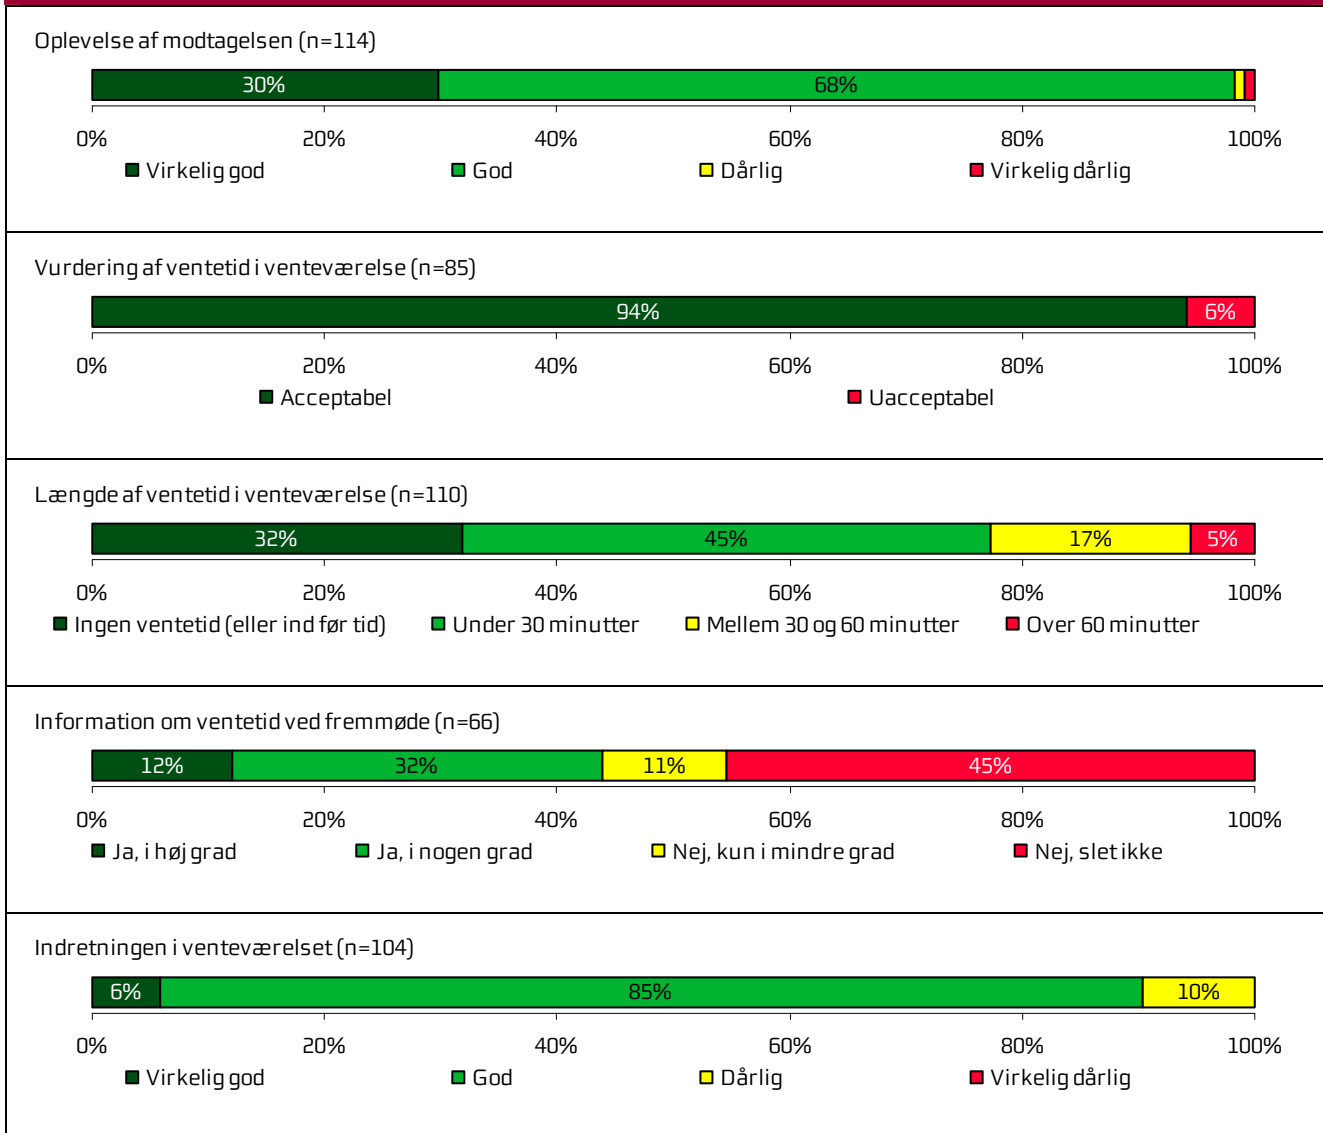 Oplevelse af modtagelsen (n=114)
30% 68%
0% 20% 40% 60% 80% 100%
Virkelig god God Dårlig Virkelig dårlig
Vurdering af ventetid i venteværelse (n=85)
94% 6%
0% 20% 40% 60% 80% 100%
Acceptabel Uacceptabel
Længde af ventetid i venteværelse (n=110)
32% 45% 17% 5%
0% 20% 40% 60% 80% 100%
Ingen ventetid (eller ind før tid) Under 30 minutter Mellem 30 og 60 minutter Over 60 minutter
Information om ventetid ved fremmøde (n=66)
12% 32% 11% 45%
0% 20% 40% 60% 80% 100%
Ja, i høj grad Ja, i nogen grad Nej, kun i mindre grad Nej, slet ikke
Indretningen i venteværelset (n=104)
6% 85% 10%
0% 20% 40% 60% 80% 100%
Virkelig god God Dårlig Virkelig dårlig